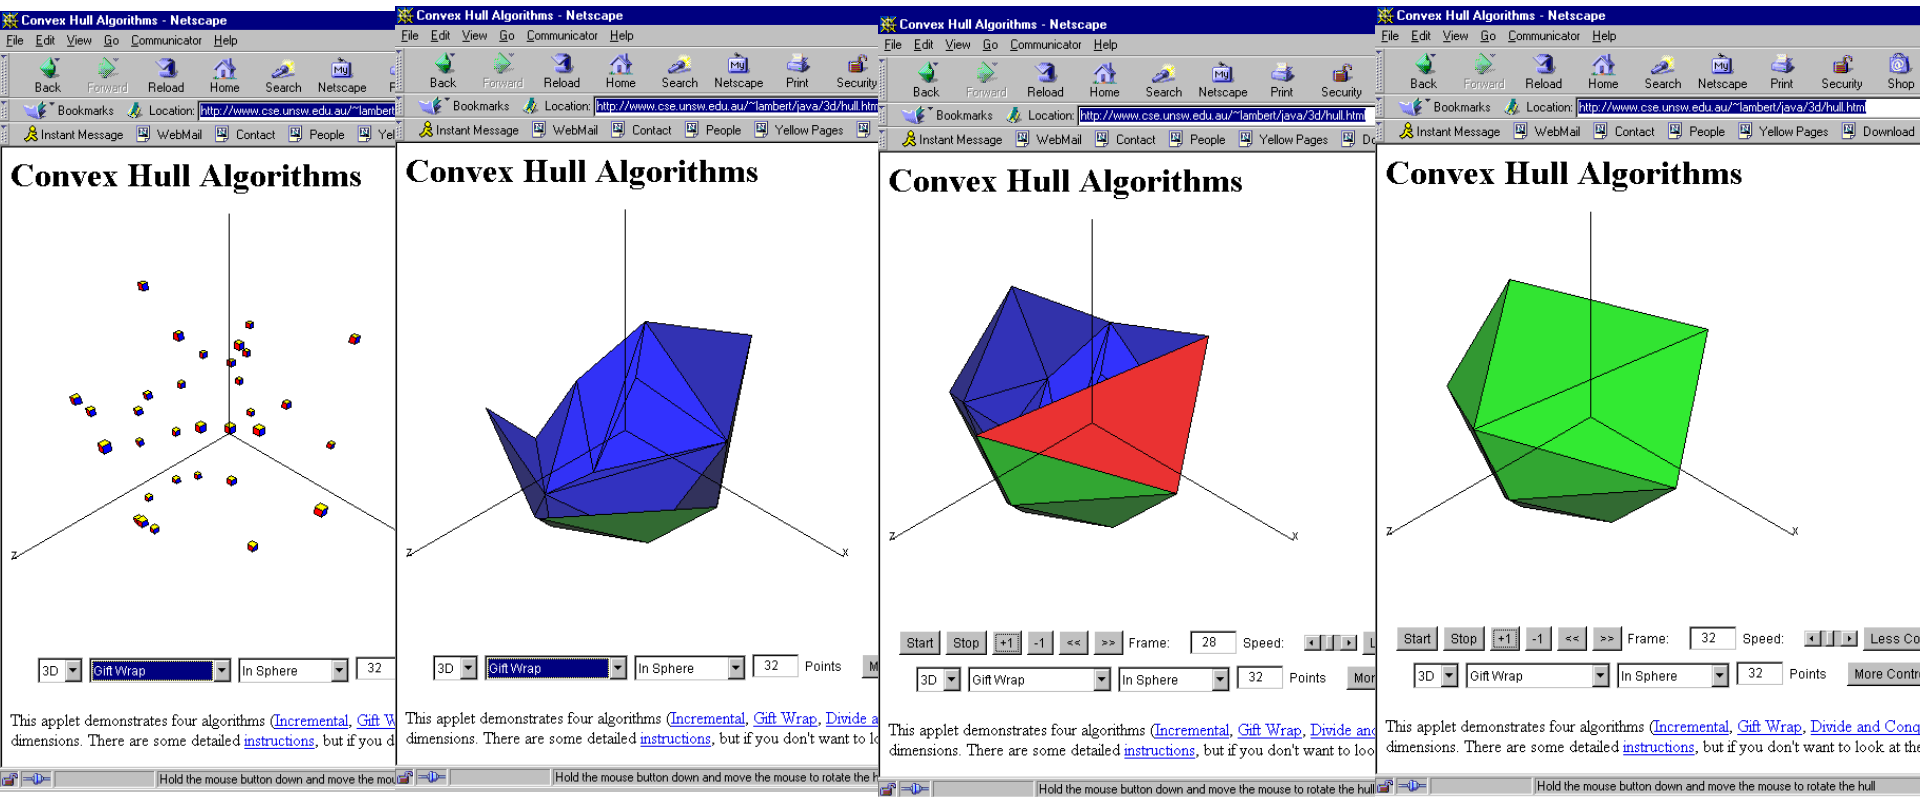 Convex Hull Algorithms - Netscape
File Edit View Go Communicator Help
Back Forward Reload Home Search Netscape
Bookmarks Location: http://www.cse.unsw.edu.au/~lambert
Instant Message WebMail Contact People Yel
Convex Hull Algorithms
z
3D Gift Wrap In Sphere 32
This applet demonstrates four algorithms (Incremental, Gift W
dimensions. There are some detailed instructions, but if you d
Hold the mouse button down and move the mou
Convex Hull Algorithms - Netscape
File Edit View Go Communicator Help
Back Forward Reload Home Search Netscape Print Security
Bookmarks Location: http://www.cse.unsw.edu.au/~lambert/java/3d/hull.htm
Instant Message WebMail Contact People Yellow Pages
Convex Hull Algorithms
z x
3D Gift Wrap In Sphere 32 Points M
This applet demonstrates four algorithms (Incremental, Gift Wrap, Divide a
dimensions. There are some detailed instructions, but if you don't want to lo
Hold the mouse button down and move the mouse to rotate the h
Convex Hull Algorithms - Netscape
File Edit View Go Communicator Help
Back Forward Reload Home Search Netscape Print Security
Bookmarks Location: http://www.cse.unsw.edu.au/~lambert/java/3d/hull.html
Instant Message WebMail Contact People Yellow Pages Do
Convex Hull Algorithms
z x
Start Stop +1 -1 << >> Frame: 28 Speed: L
3D Gift Wrap In Sphere 32 Points Mor
This applet demonstrates four algorithms (Incremental, Gift Wrap, Divide anc
dimensions. There are some detailed instructions, but if you don't want to loo
Hold the mouse button down and move the mouse to rotate the hull
Convex Hull Algorithms - Netscape
File Edit View Go Communicator Help
Back Forward Reload Home Search Netscape Print Security Shop
Bookmarks Location: http://www.cse.unsw.edu.au/~lambert/java/3d/hull.html
Instant Message WebMail Contact People Yellow Pages Download
Convex Hull Algorithms
z x
Start Stop +1 -1 << >> Frame: 32 Speed: Less Co
3D Gift Wrap In Sphere 32 Points More Contr
This applet demonstrates four algorithms (Incremental, Gift Wrap, Divide and Conq
dimensions. There are some detailed instructions, but if you don't want to look at the
Hold the mouse button down and move the mouse to rotate the hull